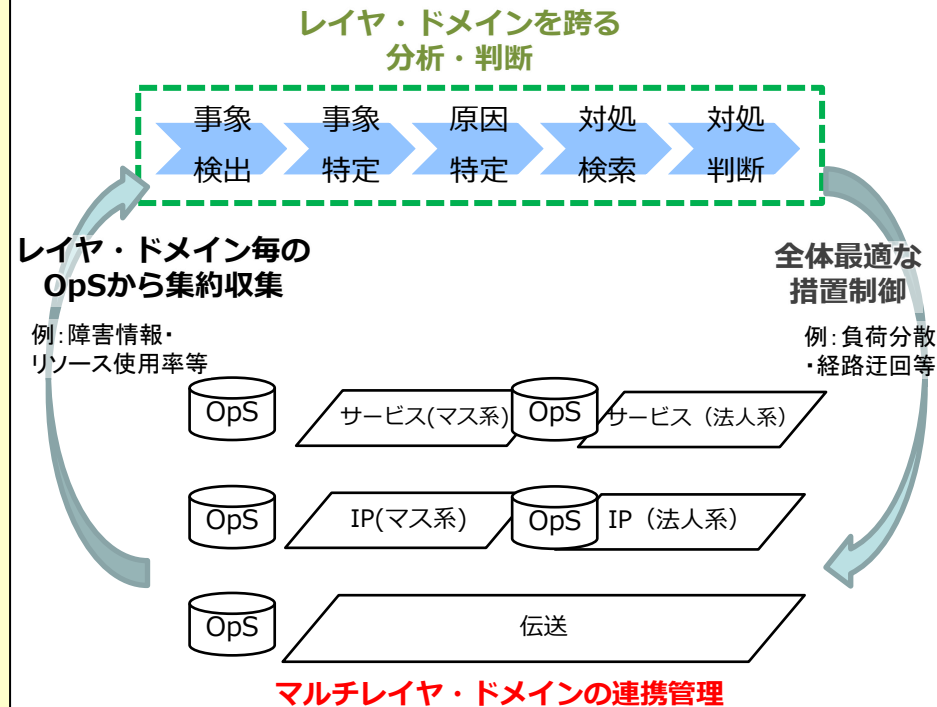 レイヤ・ドメインを跨る
分析・判断
事象 事象 原因 対処 対処
検出 特定 特定 検索 判断
レイヤ・ドメイン毎の
OpSから集約収集
例:障害情報・
リソース使用率等
全体最適な
措置制御
例:負荷分散
・経路迂回等
OpS サービス(マス系) OpS サービス（法人系）
OpS IP(マス系) OpS IP（法人系）
OpS 伝送
マルチレイヤ・ドメインの連携管理